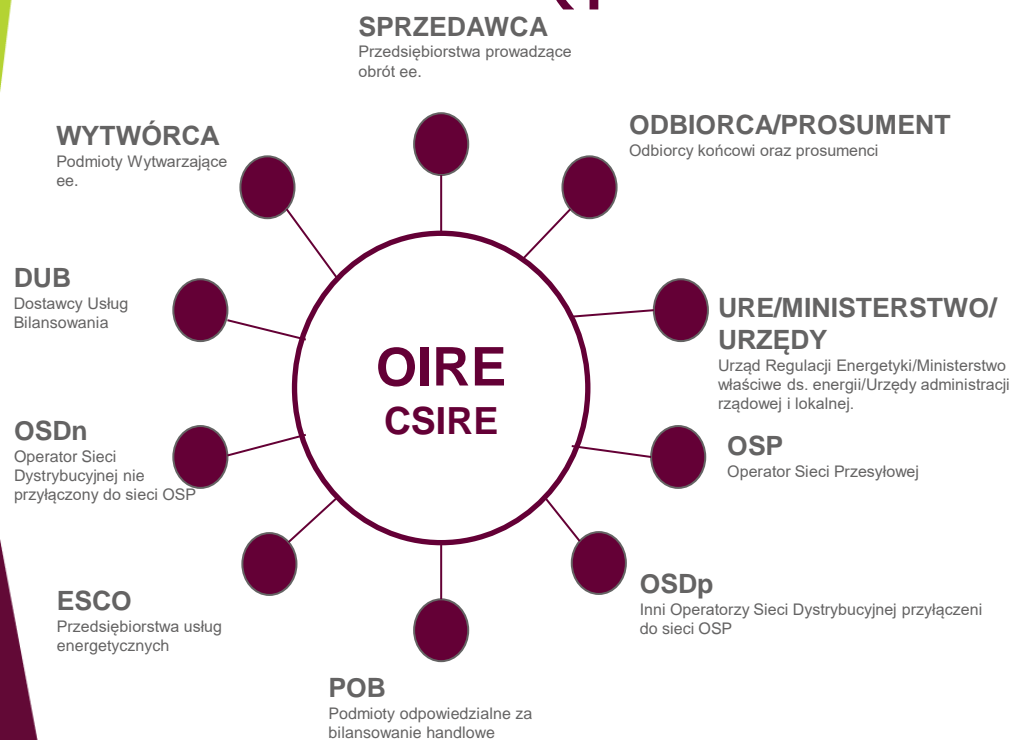 SPRZEDAWCA
Przedsiębiorstwa prowadzące
obrót ee.
WYTWÓRCA
Podmioty Wytwarzające
ee.
ODBIORCA/PROSUMENT
Odbiorcy końcowi oraz prosumenci
DUB
Dostawcy Usług
Bilansowania
URE/MINISTERSTWO/
URZĘDY
Urząd Regulacji Energetyki/Ministerstwo
właściwe ds. energii/Urzędy administracji
rządowej i lokalnej.
OIRE
CSIRE
OSDn
Operator Sieci
Dystrybucyjnej nie
przyłączony do sieci OSP
OSP
Operator Sieci Przesyłowej
ESCO
Przedsiębiorstwa usług
energetycznych
OSDp
Inni Operatorzy Sieci Dystrybucyjnej przyłączeni
do sieci OSP
POB
Podmioty odpowiedzialne za
bilansowanie handlowe